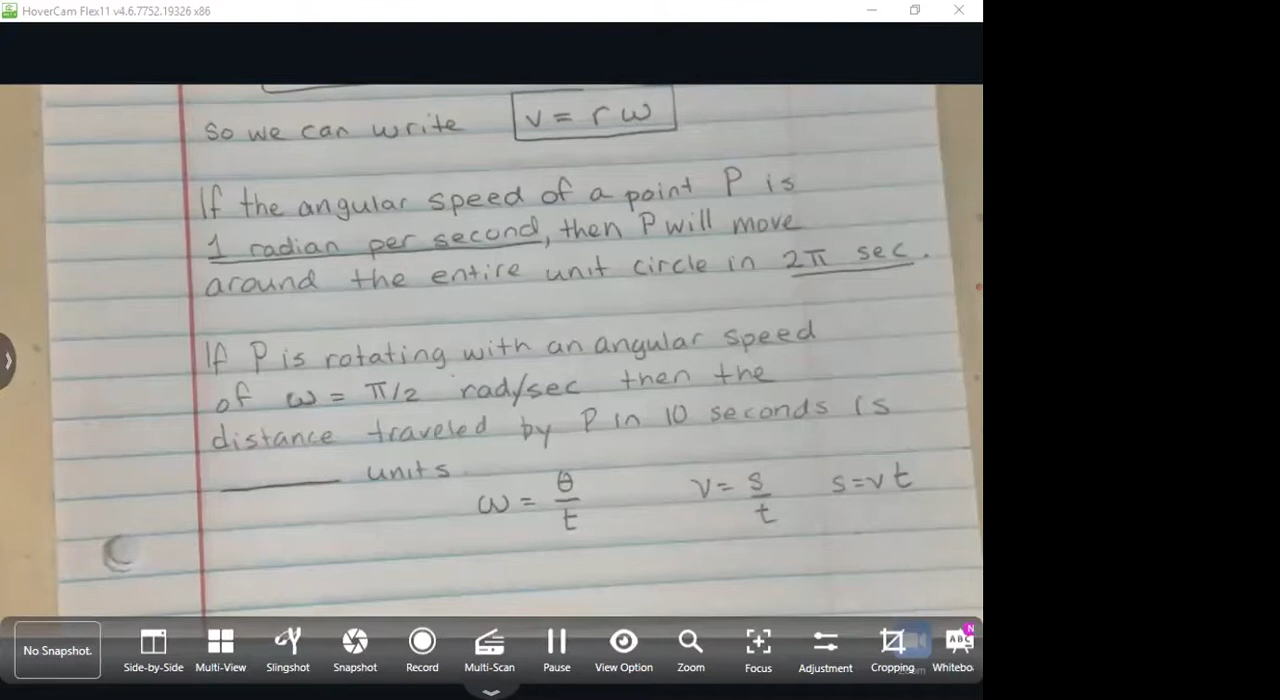 HoverCam Flex11 v4.6.7752.19326 x86
So we can write v = r ω
If the angular speed of a point P is
1 radian per second, then P will move
around the entire unit circle in 2π sec.
If P is rotating with an angular speed
of ω = π/2 rad/sec then the
distance traveled by P in 10 seconds is
______ units
ω = θ/t v = s/t s = v t
No Snapshot.
Side-by-Side Multi-View Slingshot Snapshot Record Multi-Scan Pause View Option Zoom Focus Adjustment Cropping Whitebo
ABC N